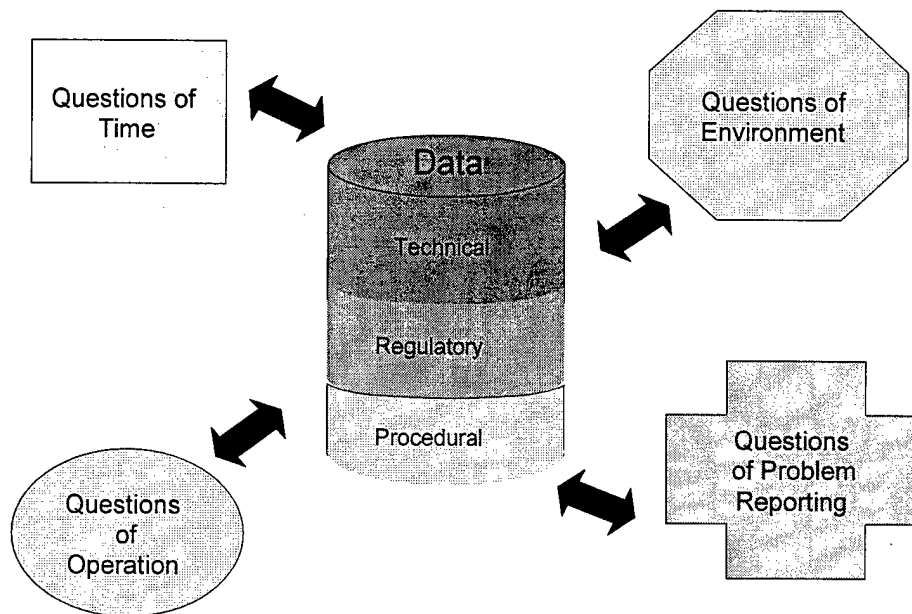 Questions of
Time
Questions of
Environment
Data
Technical
Regulatory
Procedural
Questions
of
Operation
Questions
of Problem
Reporting